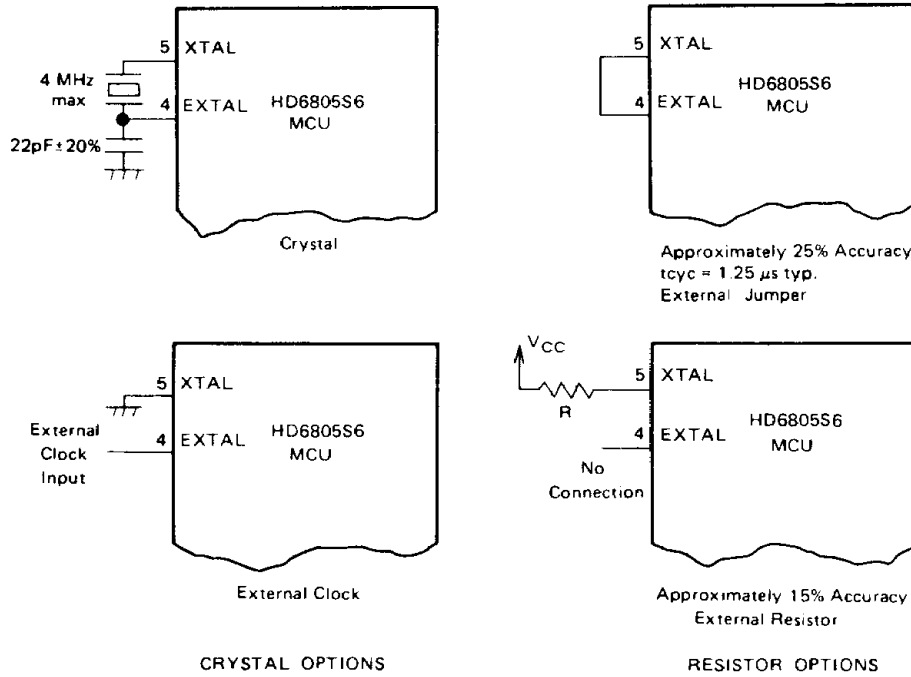 5 XTAL
4 MHz
max
4 EXTAL
HD6805S6
MCU
22pF±20%
Crystal
5 XTAL
4 EXTAL
HD6805S6
MCU
Approximately 25% Accuracy
tcyc = 1.25 µs typ.
External Jumper
5 XTAL
External
Clock
Input
4 EXTAL
HD6805S6
MCU
External Clock
VCC
R
5 XTAL
4 EXTAL
HD6805S6
MCU
No
Connection
Approximately 15% Accuracy
External Resistor
CRYSTAL OPTIONS
RESISTOR OPTIONS